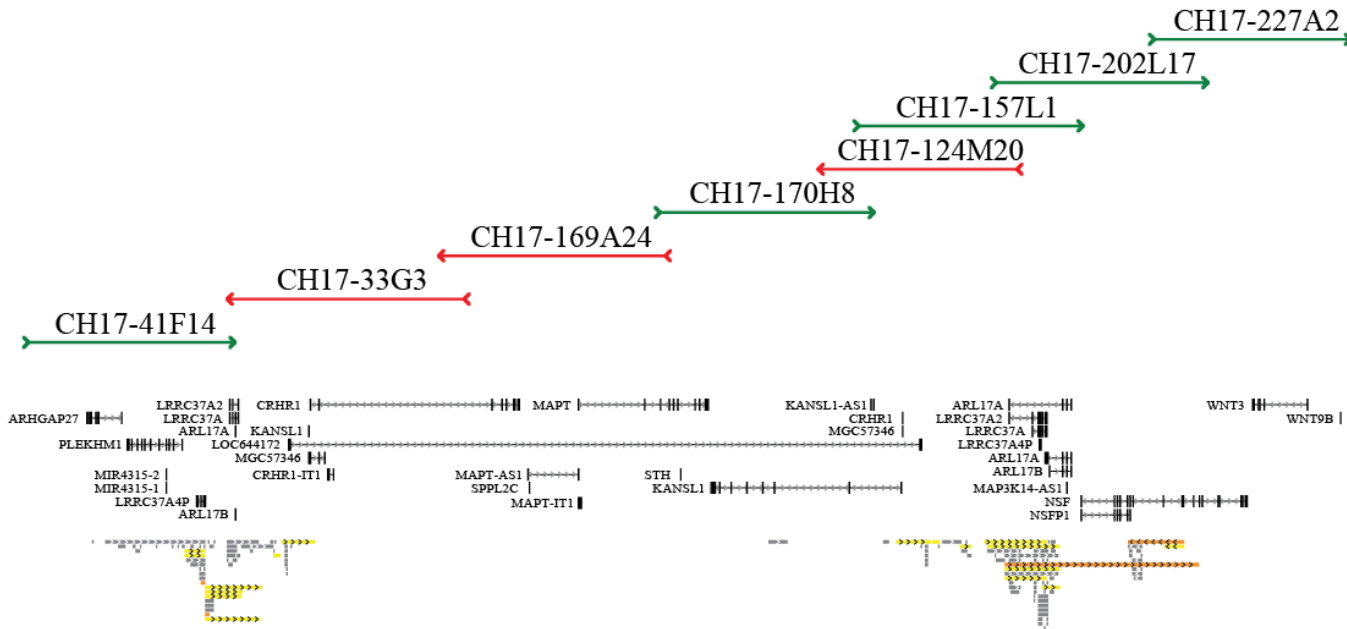 CH17-227A2
CH17-202L17
CH17-157L1
CH17-124M20
CH17-170H8
CH17-169A24
CH17-33G3
CH17-41F14
LRRC37A2 CRHR1 MAPT KANSL1-AS1 ARL17A WNT3
ARHGAP27 LRRC37A CRHR1 LRRC37A2 WNT9B
ARL17A KANSL1 MGC57346 LRRC37A
PLEKHM1 LOC644172 LRRC37A4P
MGC57346 ARL17A
MIR4315-2 CRHR1-IT1 MAPT-AS1 STH ARL17B
MIR4315-1 SPPL2C KANSL1 MAP3K14-AS1
LRRC37A4P MAPT-IT1 NSF
ARL17B NSFP1